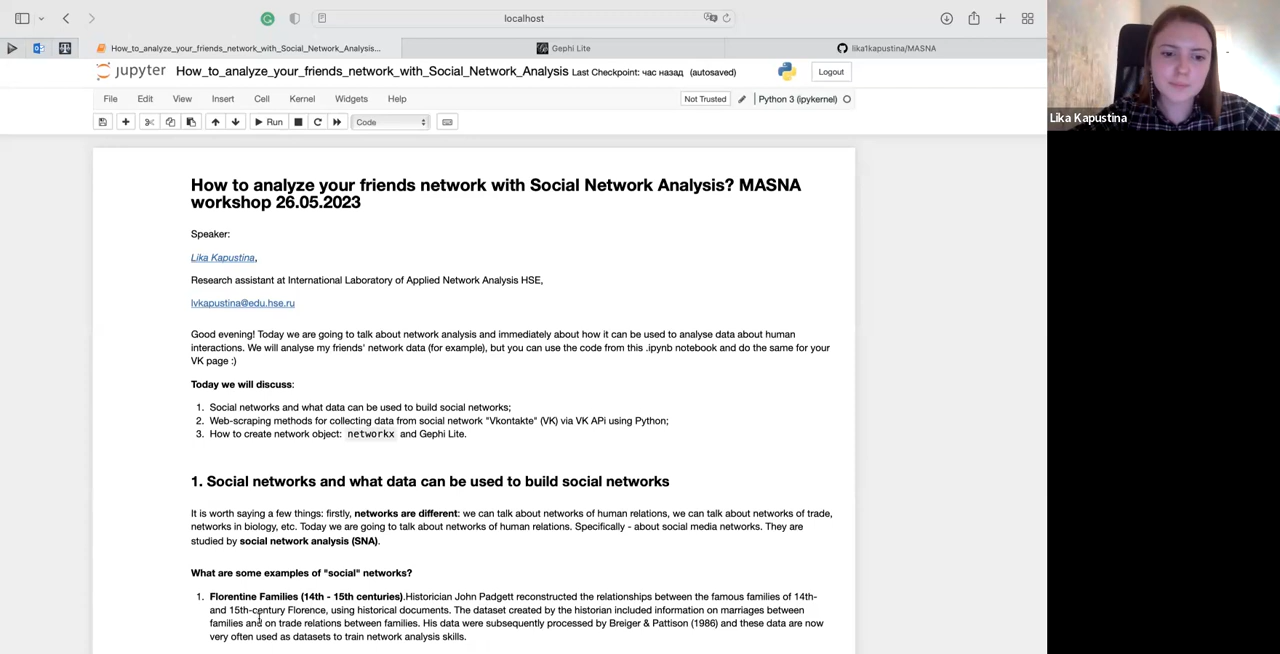 localhost
How_to_analyze_your_friends_network_with_Social_Network_Analysis...
Gephi Lite
lika1kapustina/MASNA
jupyter How_to_analyze_your_friends_network_with_Social_Network_Analysis Last Checkpoint: час назад (autosaved)
Logout
File Edit View Insert Cell Kernel Widgets Help
Not Trusted
Python 3 (ipykernel)
Run
Code
Lika Kapustina
How to analyze your friends network with Social Network Analysis? MASNA
workshop 26.05.2023
Speaker:
Lika Kapustina,
Research assistant at International Laboratory of Applied Network Analysis HSE,
lvkapustina@edu.hse.ru
Good evening! Today we are going to talk about network analysis and immediately about how it can be used to analyse data about human
interactions. We will analyse my friends' network data (for example), but you can use the code from this .ipynb notebook and do the same for your
VK page :)
Today we will discuss:
1. Social networks and what data can be used to build social networks;
2. Web-scraping methods for collecting data from social network "Vkontakte" (VK) via VK APi using Python;
3. How to create network object: networkx and Gephi Lite.
1. Social networks and what data can be used to build social networks
It is worth saying a few things: firstly, networks are different: we can talk about networks of human relations, we can talk about networks of trade,
networks in biology, etc. Today we are going to talk about networks of human relations. Specifically - about social media networks. They are
studied by social network analysis (SNA).
What are some examples of "social" networks?
1. Florentine Families (14th - 15th centuries).Historian John Padgett reconstructed the relationships between the famous families of 14th-
and 15th-century Florence, using historical documents. The dataset created by the historian included information on marriages between
families and on trade relations between families. His data were subsequently processed by Breiger & Pattison (1986) and these data are now
very often used as datasets to train network analysis skills.